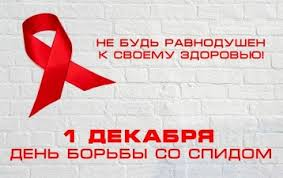 НЕ БУДЬ РАВНОДУШЕН
К СВОЕМУ ЗДОРОВЬЮ!
1 ДЕКАБРЯ
ДЕНЬ БОРЬБЫ СО СПИДОМ